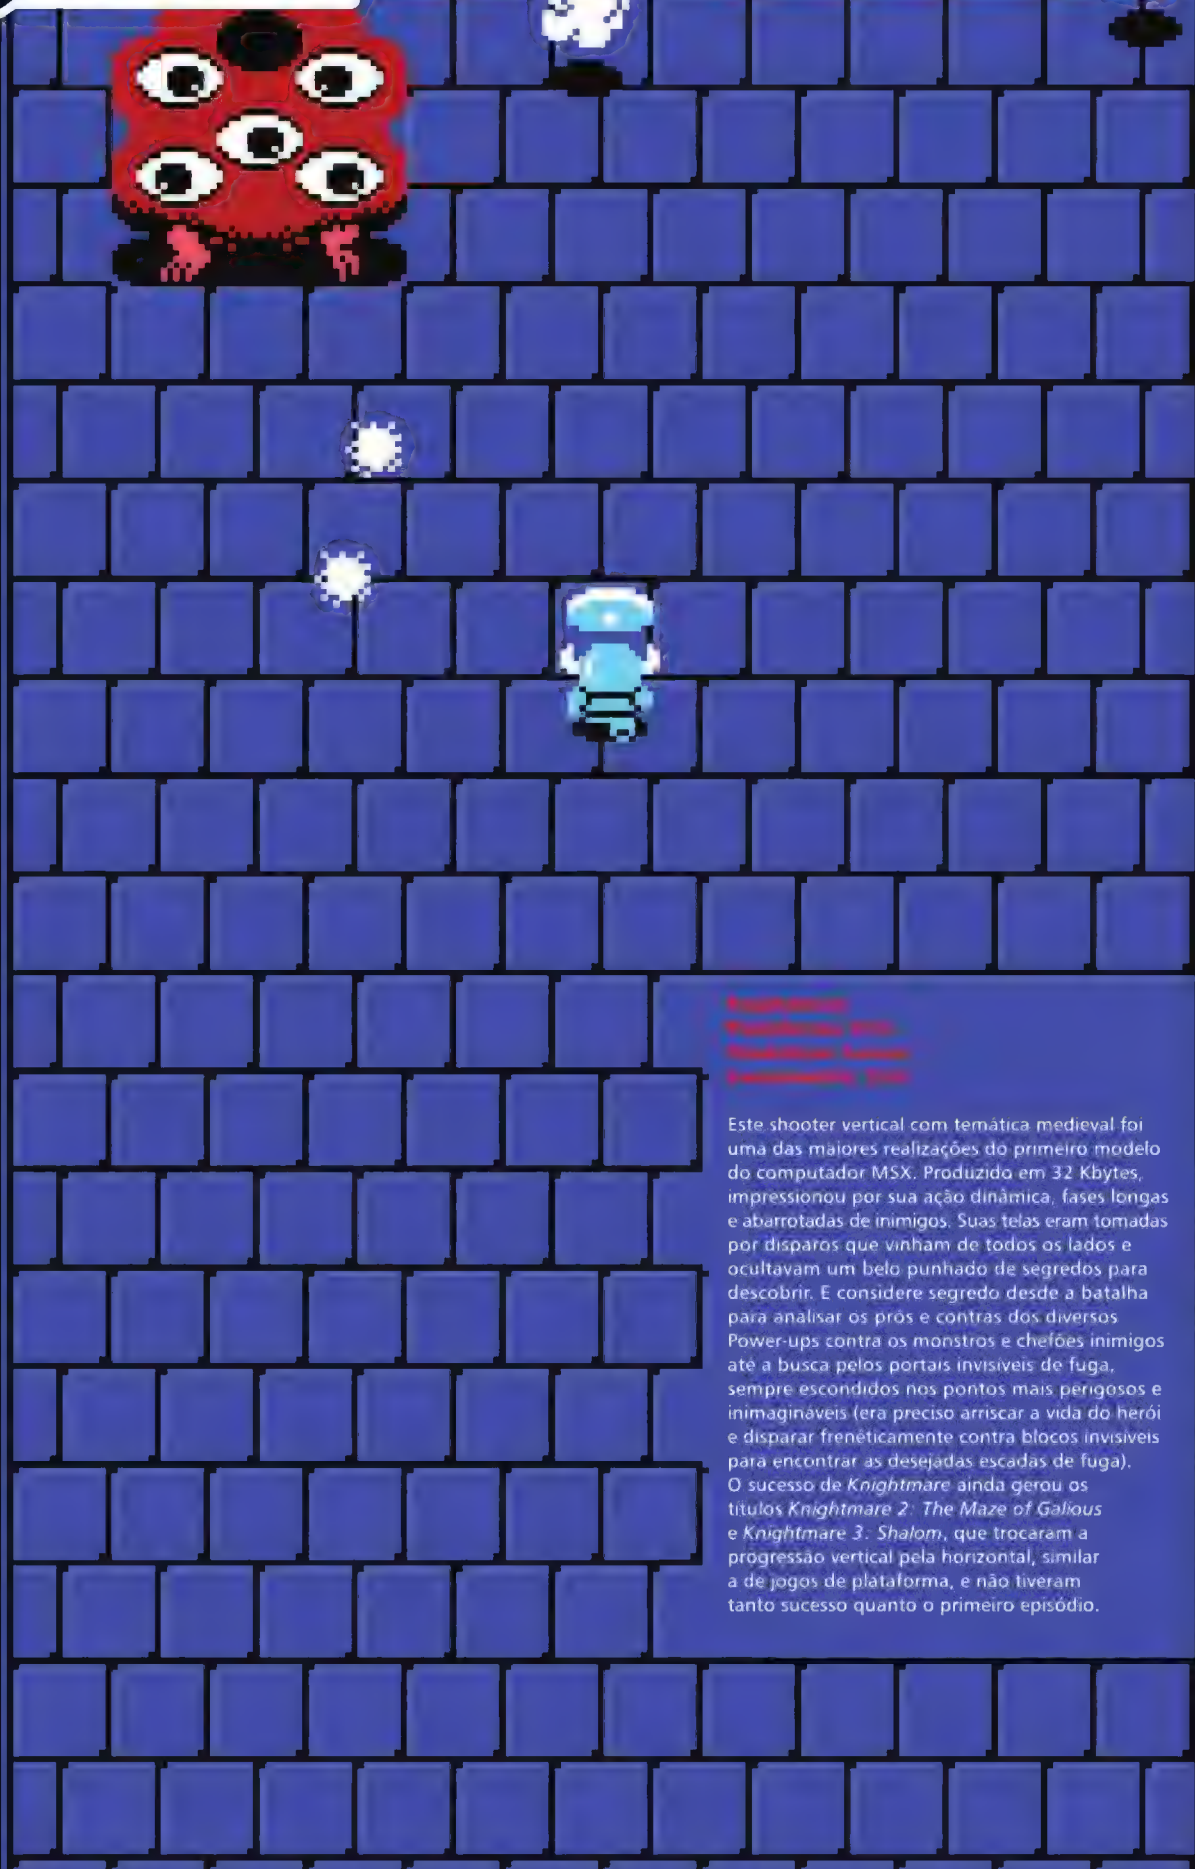 Este shooter vertical com temática medieval foi
uma das maiores realizações do primeiro modelo
do computador MSX. Produzido em 32 Kbytes,
impressionou por sua ação dinâmica, fases longas
e abarrotadas de inimigos. Suas telas eram tomadas
por disparos que vinham de todos os lados e
ocultavam um belo punhado de segredos para
descobrir. E considere segredo desde a batalha
para analisar os prós e contras dos diversos
Power-ups contra os monstros e chefões inimigos
até a busca pelos portais invisíveis de fuga,
sempre escondidos nos pontos mais perigosos e
inimagináveis (era preciso arriscar a vida do herói
e disparar freneticamente contra blocos invisíveis
para encontrar as desejadas escadas de fuga).
O sucesso de Knightmare ainda gerou os
títulos Knightmare 2: The Maze of Galious
e Knightmare 3: Shalom, que trocaram a
progressão vertical pela horizontal, similar
a de jogos de plataforma, e não tiveram
tanto sucesso quanto o primeiro episódio.